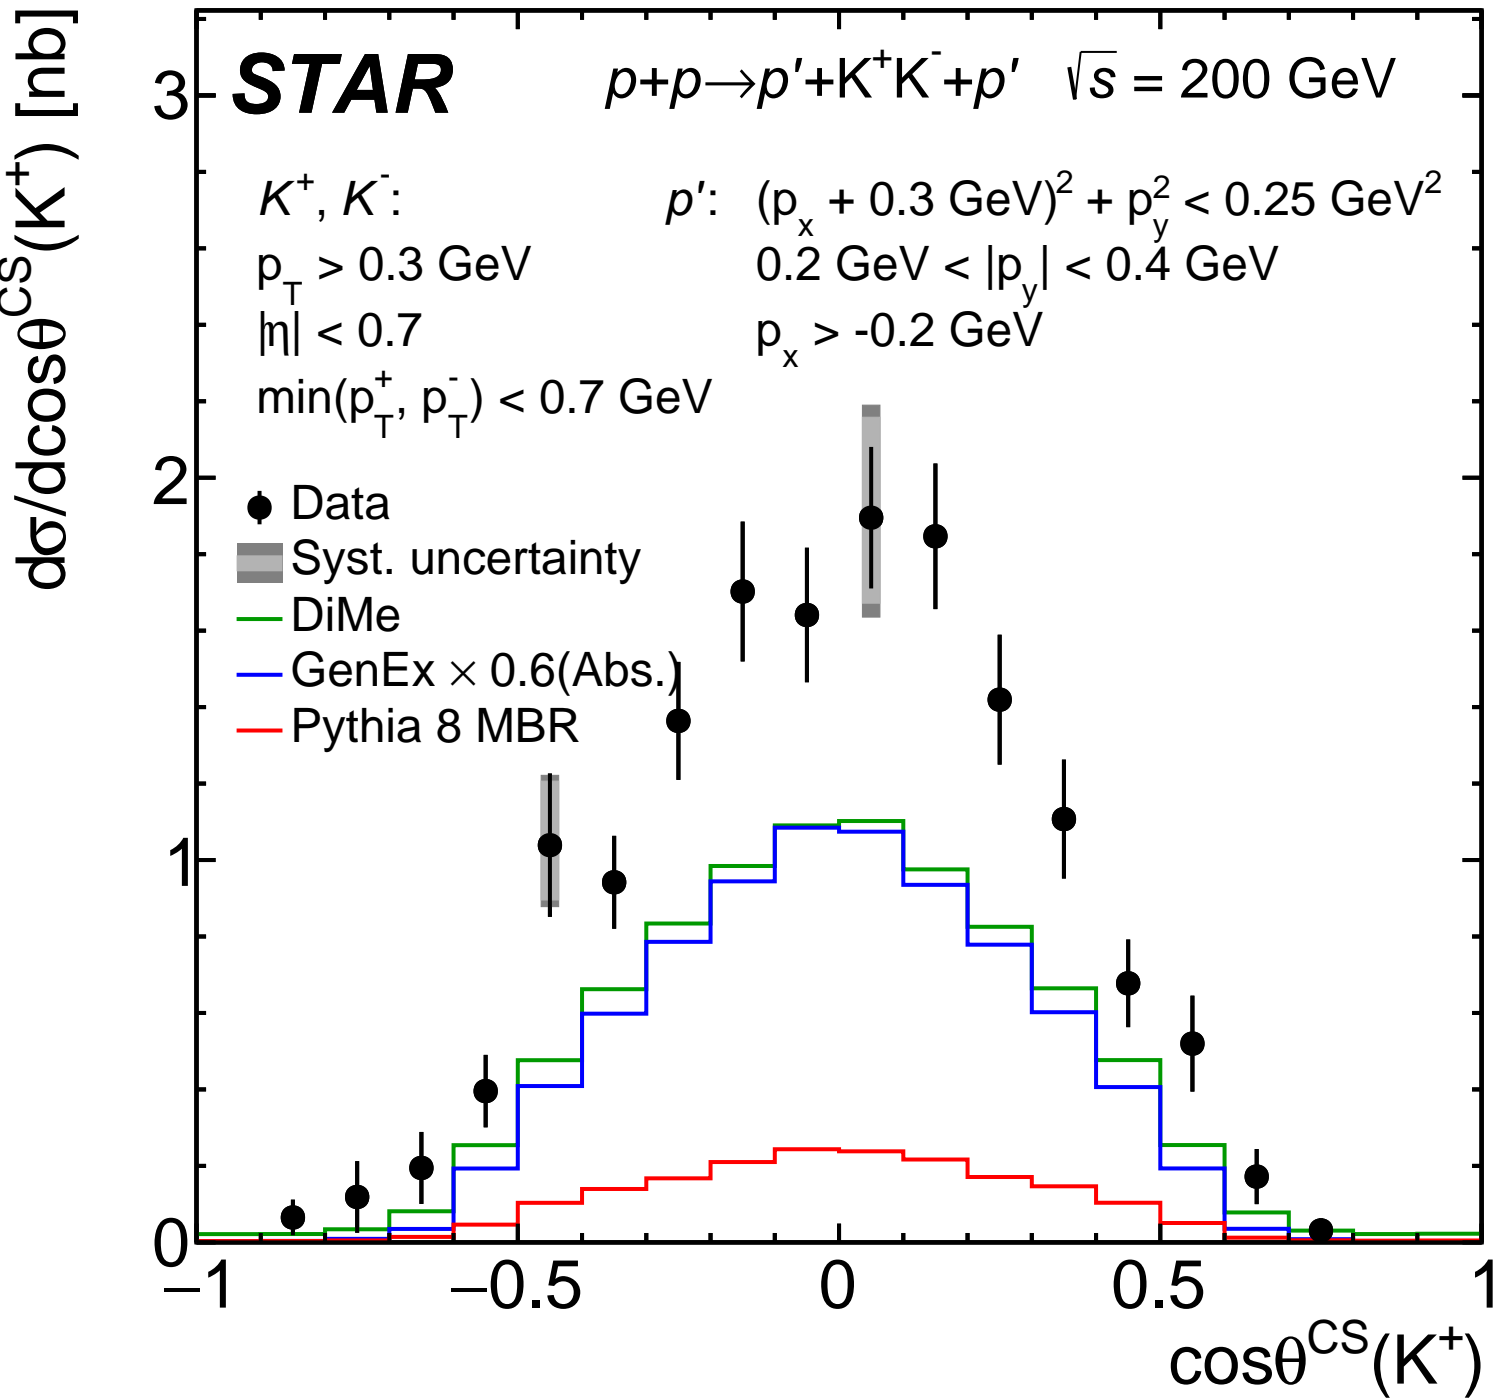 dσ/dcosθ^CS(K⁺) [nb]
STAR p+p→p′+K⁺K⁻+p′ √s = 200 GeV
K⁺, K⁻: p′: (p_x + 0.3 GeV)² + p_y² < 0.25 GeV²
p_T > 0.3 GeV 0.2 GeV < |p_y| < 0.4 GeV
|η| < 0.7 p_x > -0.2 GeV
min(p_T⁺, p_T⁻) < 0.7 GeV
Data
Syst. uncertainty
DiMe
GenEx × 0.6(Abs.)
Pythia 8 MBR
3
2
1
0
−1 −0.5 0 0.5 1
cosθ^CS(K⁺)